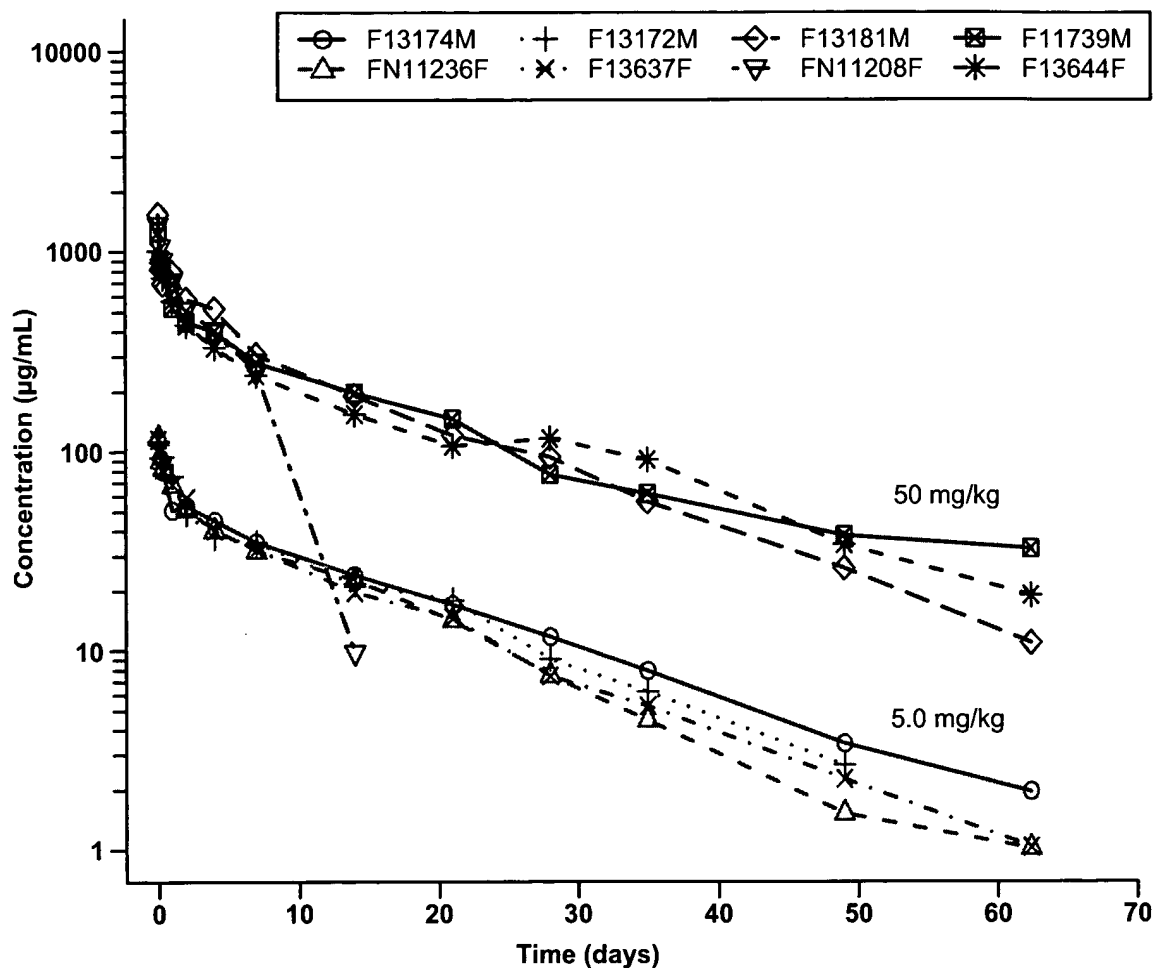 F13174M F13172M F13181M F11739M
FN11236F F13637F FN11208F F13644F
10000
1000
100
10
1
Concentration (µg/mL)
50 mg/kg
5.0 mg/kg
0 10 20 30 40 50 60 70
Time (days)